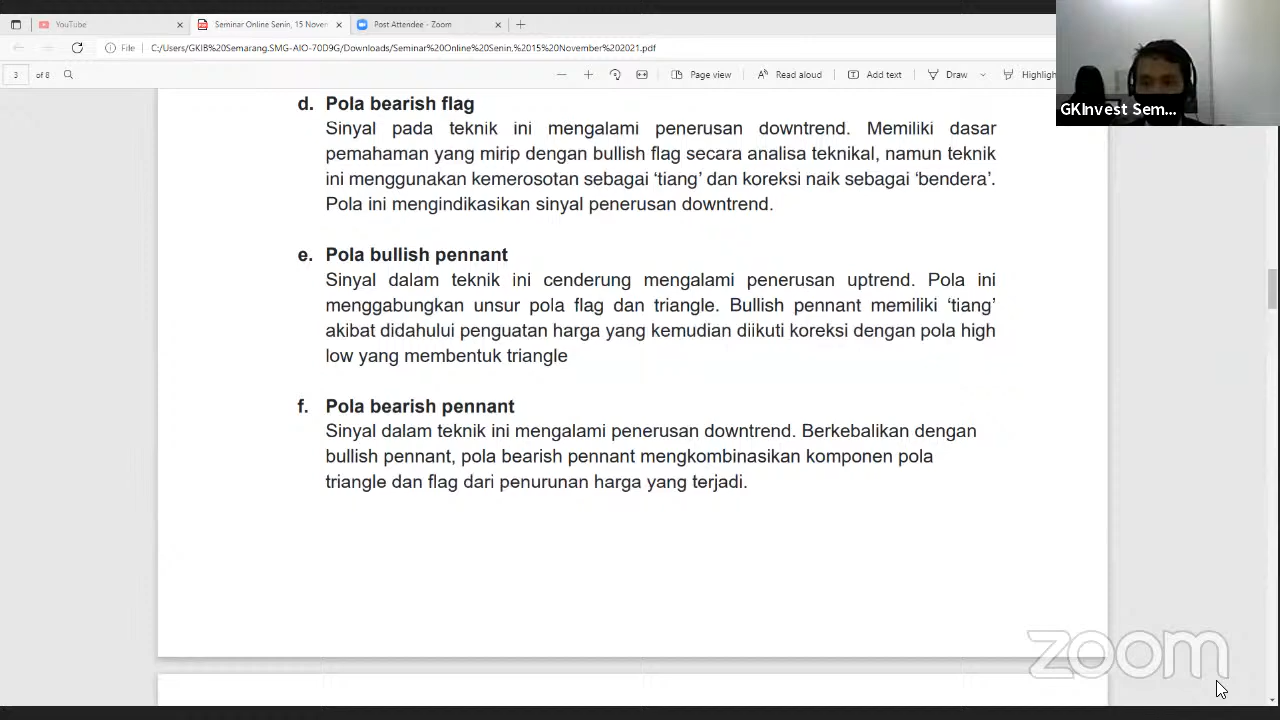 YouTube
Seminar Online Senin, 15 Noven
Post Attendee - Zoom
File
C:/Users/GKIB%20Semarang.SMG-AIO-70D9G/Downloads/Seminar%20Online%20Senin,%2015%20November%202021.pdf
3 of 8
Page view
Read aloud
Add text
Draw
Highligh
GKInvest Sem...
d. Pola bearish flag
Sinyal pada teknik ini mengalami penerusan downtrend. Memiliki dasar
pemahaman yang mirip dengan bullish flag secara analisa teknikal, namun teknik
ini menggunakan kemerosotan sebagai ‘tiang’ dan koreksi naik sebagai ‘bendera’.
Pola ini mengindikasikan sinyal penerusan downtrend.
e. Pola bullish pennant
Sinyal dalam teknik ini cenderung mengalami penerusan uptrend. Pola ini
menggabungkan unsur pola flag dan triangle. Bullish pennant memiliki ‘tiang’
akibat didahului penguatan harga yang kemudian diikuti koreksi dengan pola high
low yang membentuk triangle
f. Pola bearish pennant
Sinyal dalam teknik ini mengalami penerusan downtrend. Berkebalikan dengan
bullish pennant, pola bearish pennant mengkombinasikan komponen pola
triangle dan flag dari penurunan harga yang terjadi.
zoom